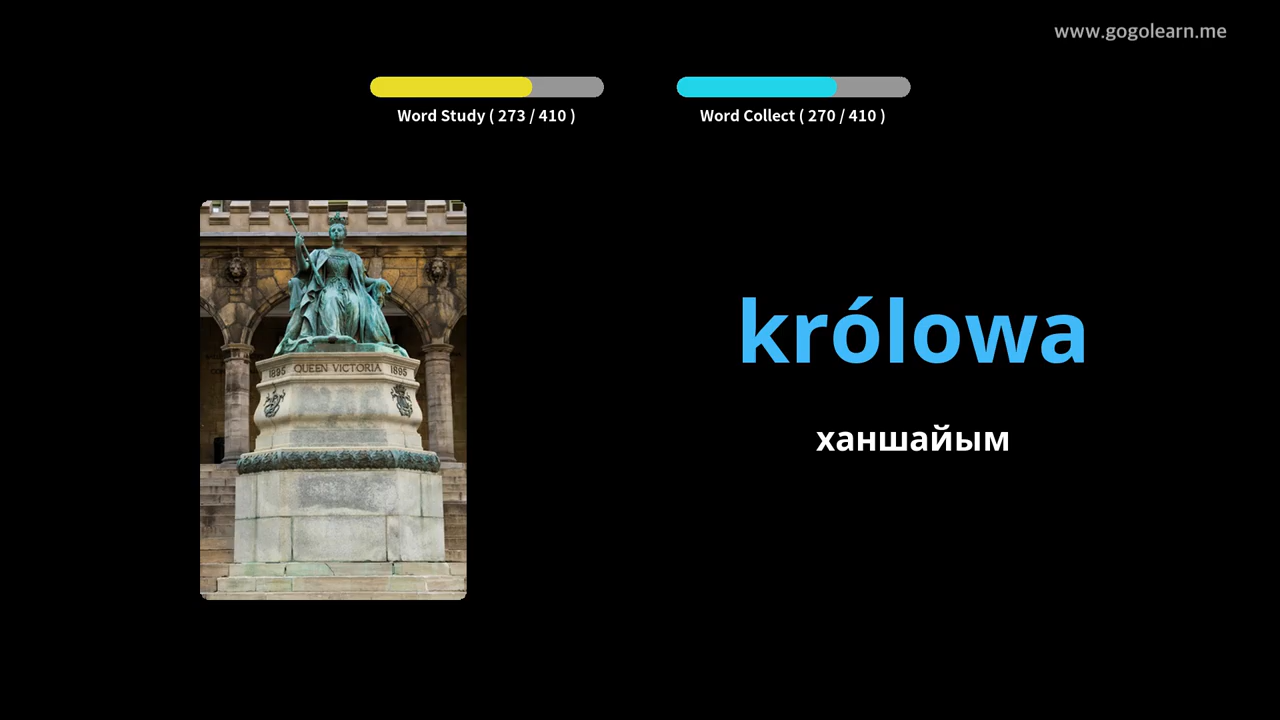 www.gogolearn.me
Word Study ( 273 / 410 )
Word Collect ( 270 / 410 )
1895 QUEEN VICTORIA 1895
królowa
ханшайым